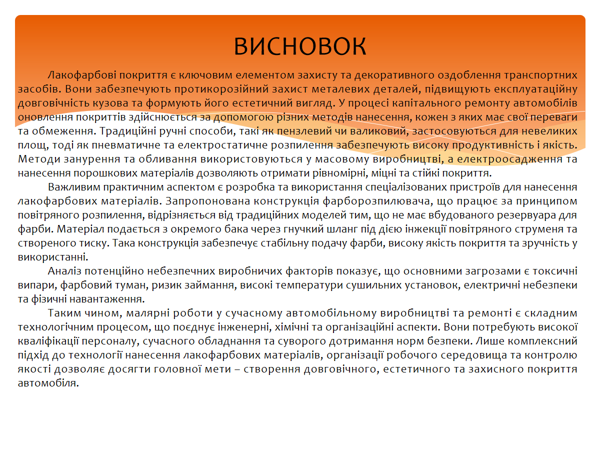 ВИСНОВОК
Лакофарбові покриття є ключовим елементом захисту та декоративного оздоблення транспортних
засобів. Вони забезпечують протикорозійний захист металевих деталей, підвищують експлуатаційну
довговічність кузова та формують його естетичний вигляд. У процесі капітального ремонту автомобілів
оновлення покриттів здійснюється за допомогою різних методів нанесення, кожен з яких має свої переваги
та обмеження. Традиційні ручні способи, такі як пензлевий чи валиковий, застосовуються для невеликих
площ, тоді як пневматичне та електростатичне розпилення забезпечують високу продуктивність і якість.
Методи занурення та обливання використовуються у масовому виробництві, а електроосадження та
нанесення порошкових матеріалів дозволяють отримати рівномірні, міцні та стійкі покриття.
Важливим практичним аспектом є розробка та використання спеціалізованих пристроїв для нанесення
лакофарбових матеріалів. Запропонована конструкція фарборозпилювача, що працює за принципом
повітряного розпилення, відрізняється від традиційних моделей тим, що не має вбудованого резервуара для
фарби. Матеріал подається з окремого бака через гнучкий шланг під дією інжекції повітряного струменя та
створеного тиску. Така конструкція забезпечує стабільну подачу фарби, високу якість покриття та зручність у
використанні.
Аналіз потенційно небезпечних виробничих факторів показує, що основними загрозами є токсичні
випари, фарбовий туман, ризик займання, високі температури сушильних установок, електричні небезпеки
та фізичні навантаження.
Таким чином, малярні роботи у сучасному автомобільному виробництві та ремонті є складним
технологічним процесом, що поєднує інженерні, хімічні та організаційні аспекти. Вони потребують високої
кваліфікації персоналу, сучасного обладнання та суворого дотримання норм безпеки. Лише комплексний
підхід до технології нанесення лакофарбових матеріалів, організації робочого середовища та контролю
якості дозволяє досягти головної мети – створення довговічного, естетичного та захисного покриття
автомобіля.